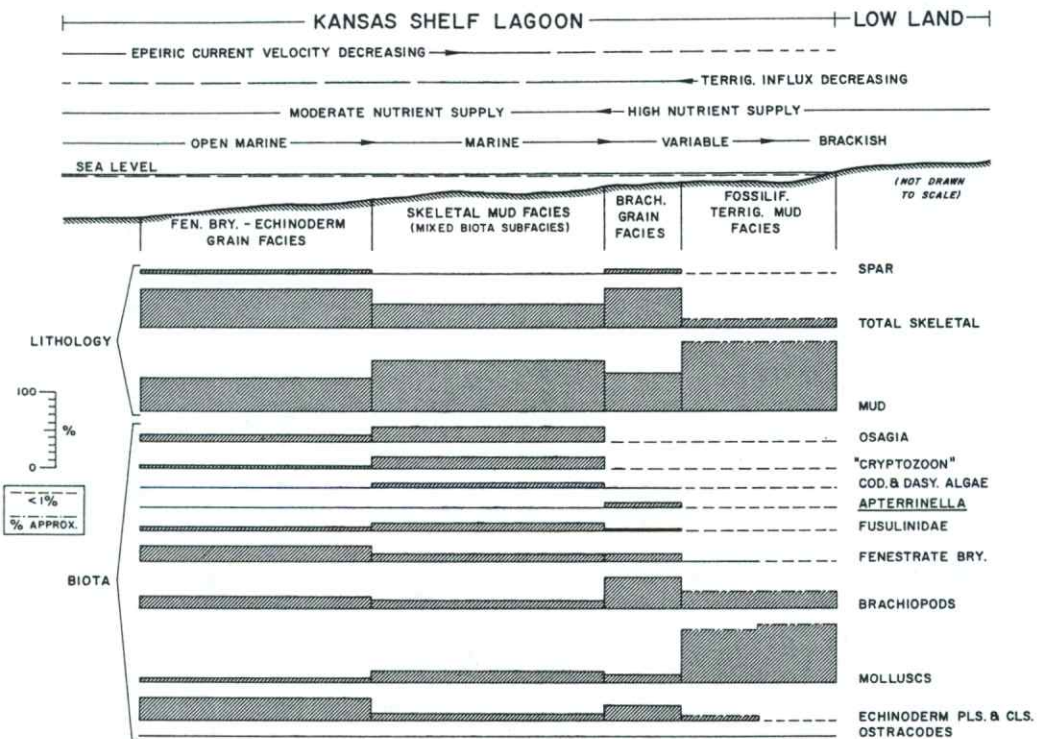 KANSAS SHELF LAGOON
LOW LAND
EPEIRIC CURRENT VELOCITY DECREASING
TERRIG. INFLUX DECREASING
MODERATE NUTRIENT SUPPLY
HIGH NUTRIENT SUPPLY
OPEN MARINE
MARINE
VARIABLE
BRACKISH
SEA LEVEL
(NOT DRAWN
TO SCALE)
FEN. BRY. - ECHINODERM
GRAIN FACIES
SKELETAL MUD FACIES
(MIXED BIOTA SUBFACIES)
BRACH.
GRAIN
FACIES
FOSSILIF.
TERRIG. MUD
FACIES
LITHOLOGY
SPAR
TOTAL SKELETAL
MUD
100
%
0
<1%
% APPROX.
BIOTA
OSAGIA
"CRYPTOZOON"
COD. & DASY. ALGAE
APTERRINELLA
FUSULINIDAE
FENESTRATE BRY.
BRACHIOPODS
MOLLUSCS
ECHINODERM PLS. & CLS.
OSTRACODES